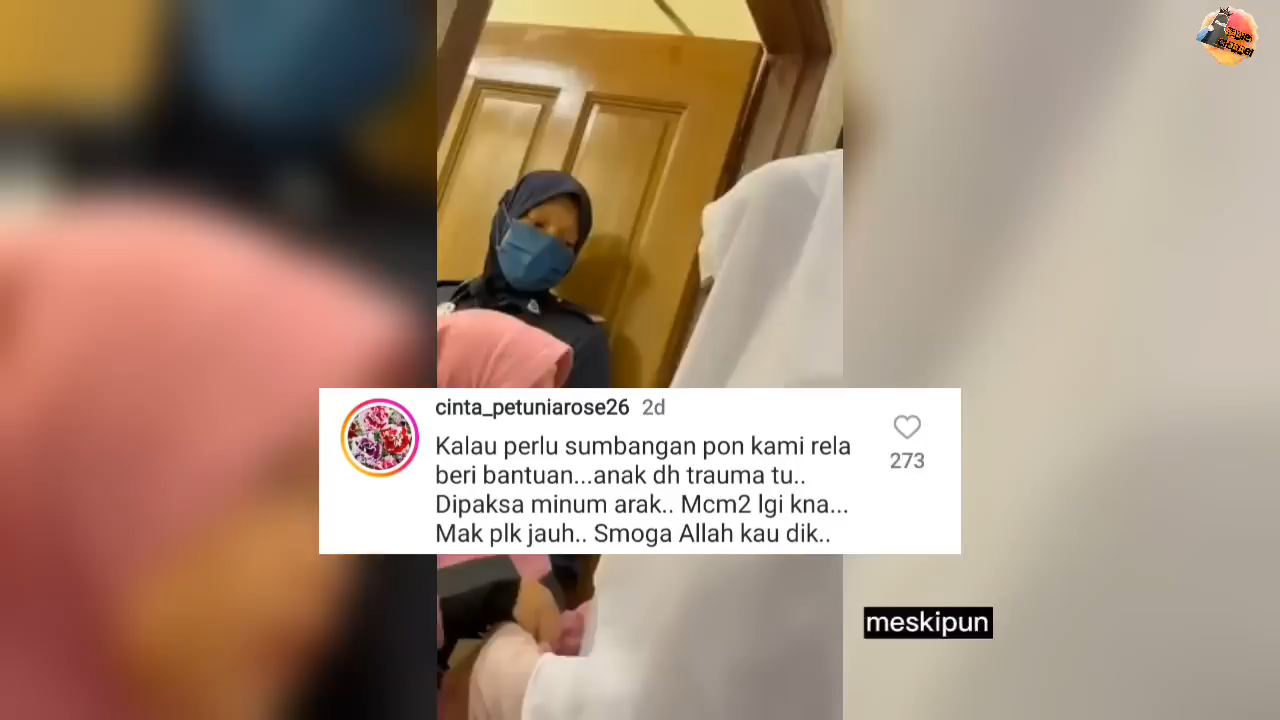 cinta_petuniarose26 2d
Kalau perlu sumbangan pon kami rela
beri bantuan...anak dh trauma tu..
Dipaksa minum arak.. Mcm2 lgi kna...
Mak plk jauh.. Smoga Allah kau dik..
273
meskipun